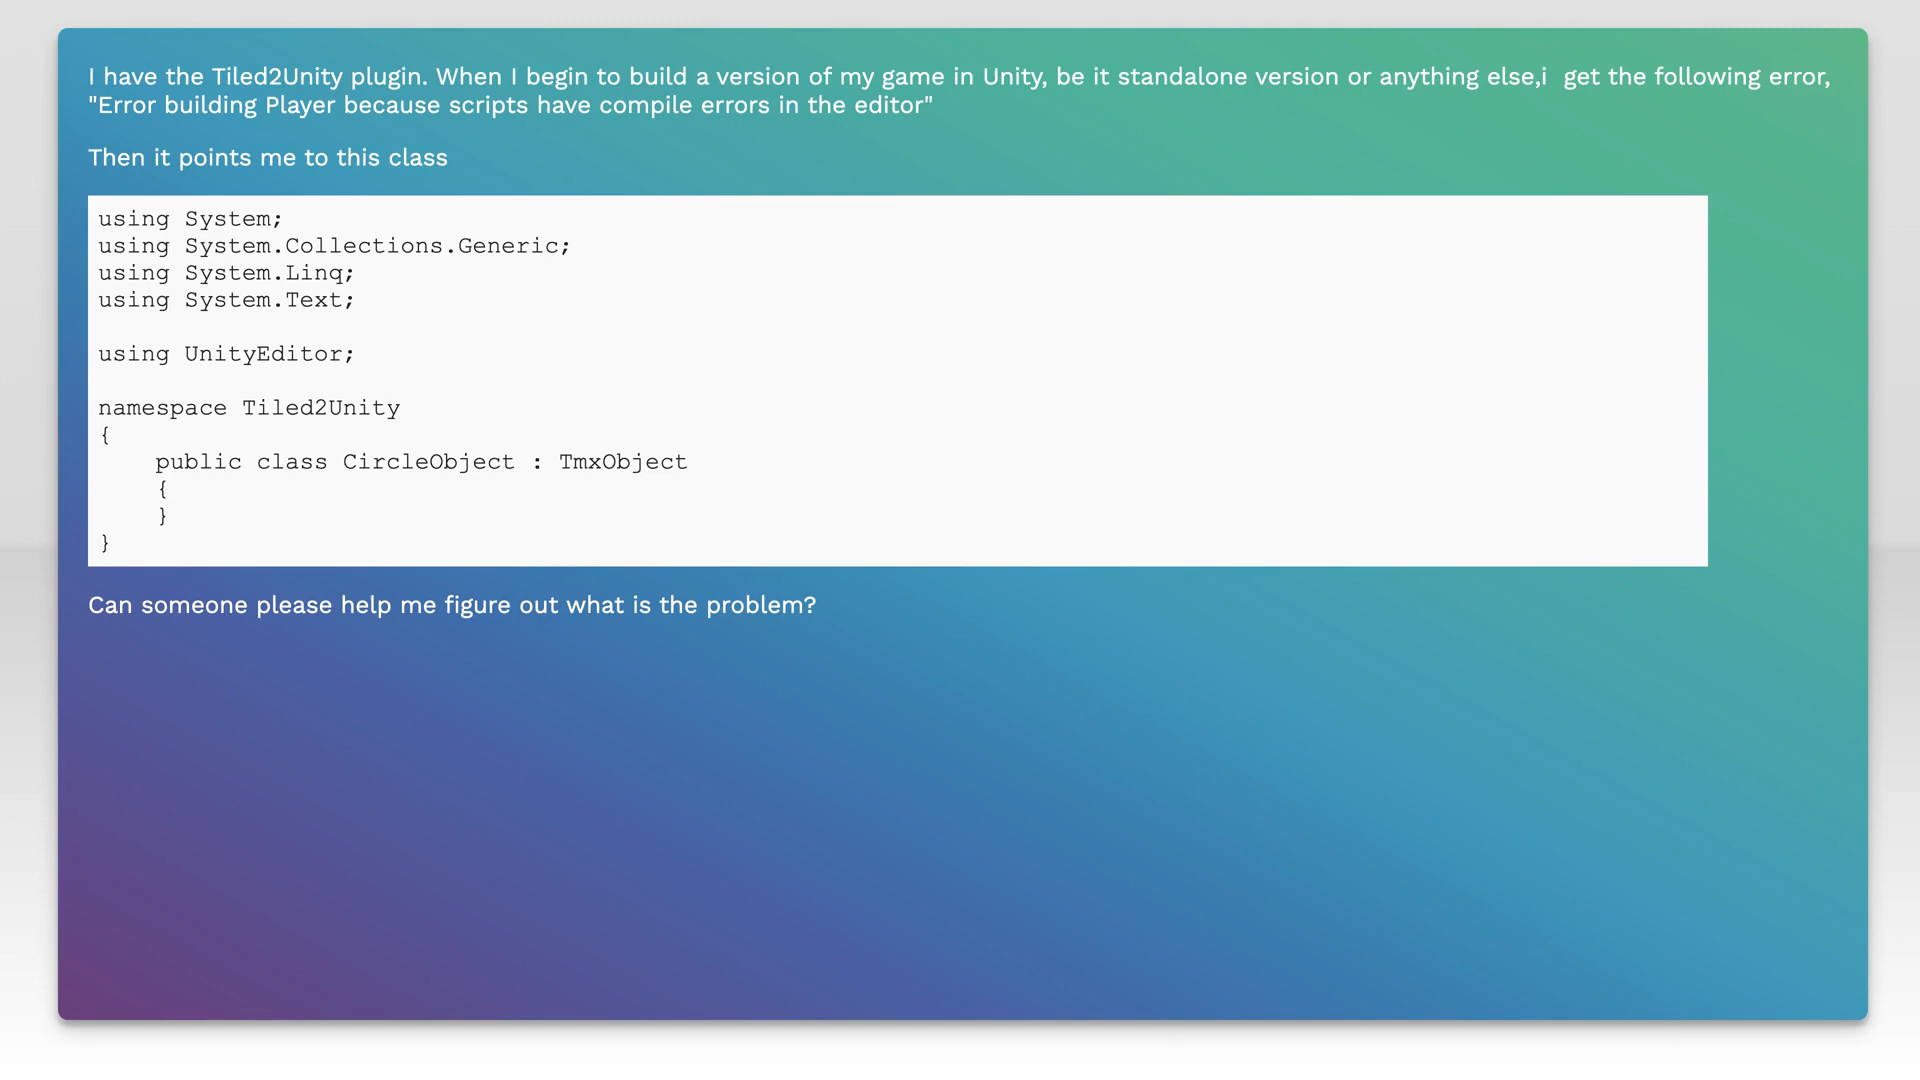 I have the Tiled2Unity plugin. When I begin to build a version of my game in Unity, be it standalone version or anything else,i  get the following error,
"Error building Player because scripts have compile errors in the editor"
Then it points me to this class
using System;
using System.Collections.Generic;
using System.Linq;
using System.Text;
using UnityEditor;
namespace Tiled2Unity
{
    public class CircleObject : TmxObject
    {
    }
}
Can someone please help me figure out what is the problem?